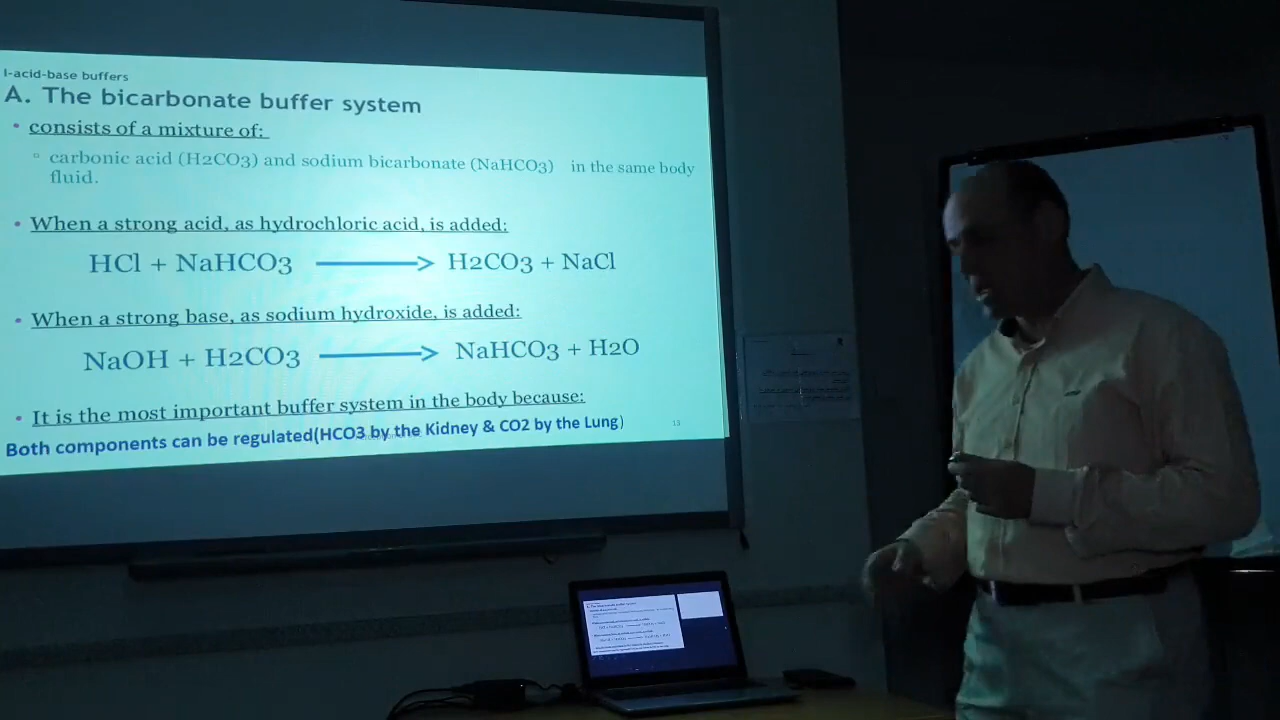 I-acid-base buffers
A. The bicarbonate buffer system
• consists of a mixture of:
▫ carbonic acid (H2CO3) and sodium bicarbonate (NaHCO3) in the same body
fluid.
• When a strong acid, as hydrochloric acid, is added:
HCl + NaHCO3 ⟶ H2CO3 + NaCl
• When a strong base, as sodium hydroxide, is added:
NaOH + H2CO3 ⟶ NaHCO3 + H2O
• It is the most important buffer system in the body because:
Both components can be regulated(HCO3 by the Kidney & CO2 by the Lung)
13